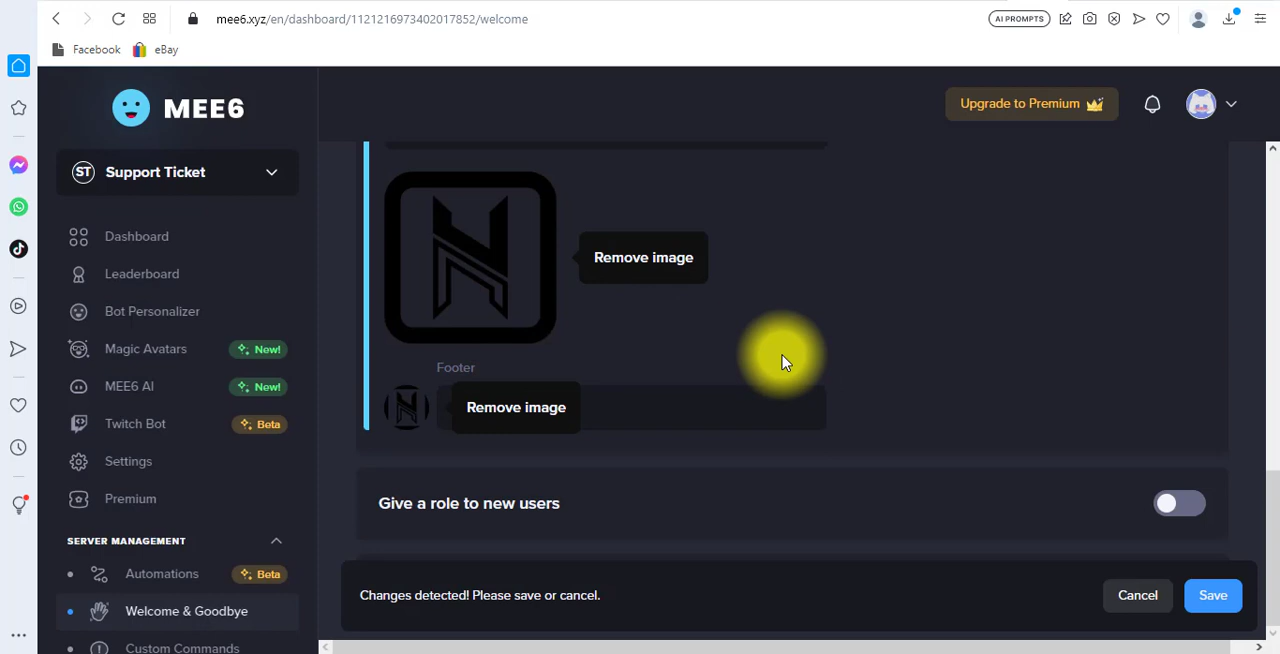 mee6.xyz/en/dashboard/1121216973402017852/welcome
AI PROMPTS
Facebook
eBay
MEE6
Upgrade to Premium
ST
Support Ticket
Dashboard
Leaderboard
Bot Personalizer
Magic Avatars
New!
MEE6 AI
New!
Twitch Bot
Beta
Settings
Premium
SERVER MANAGEMENT
Automations
Beta
Welcome & Goodbye
Custom Commands
Remove image
Footer
Remove image
Give a role to new users
Changes detected! Please save or cancel.
Cancel
Save